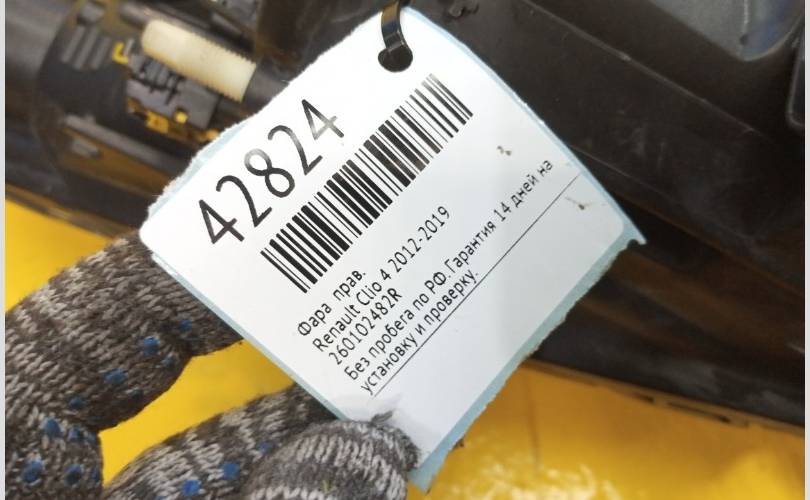 42824
Фара прав.
Renault Clio 4 2012-2019
260102482R
Без пробега по РФ.Гарантия 14 дней на
установку и проверку.